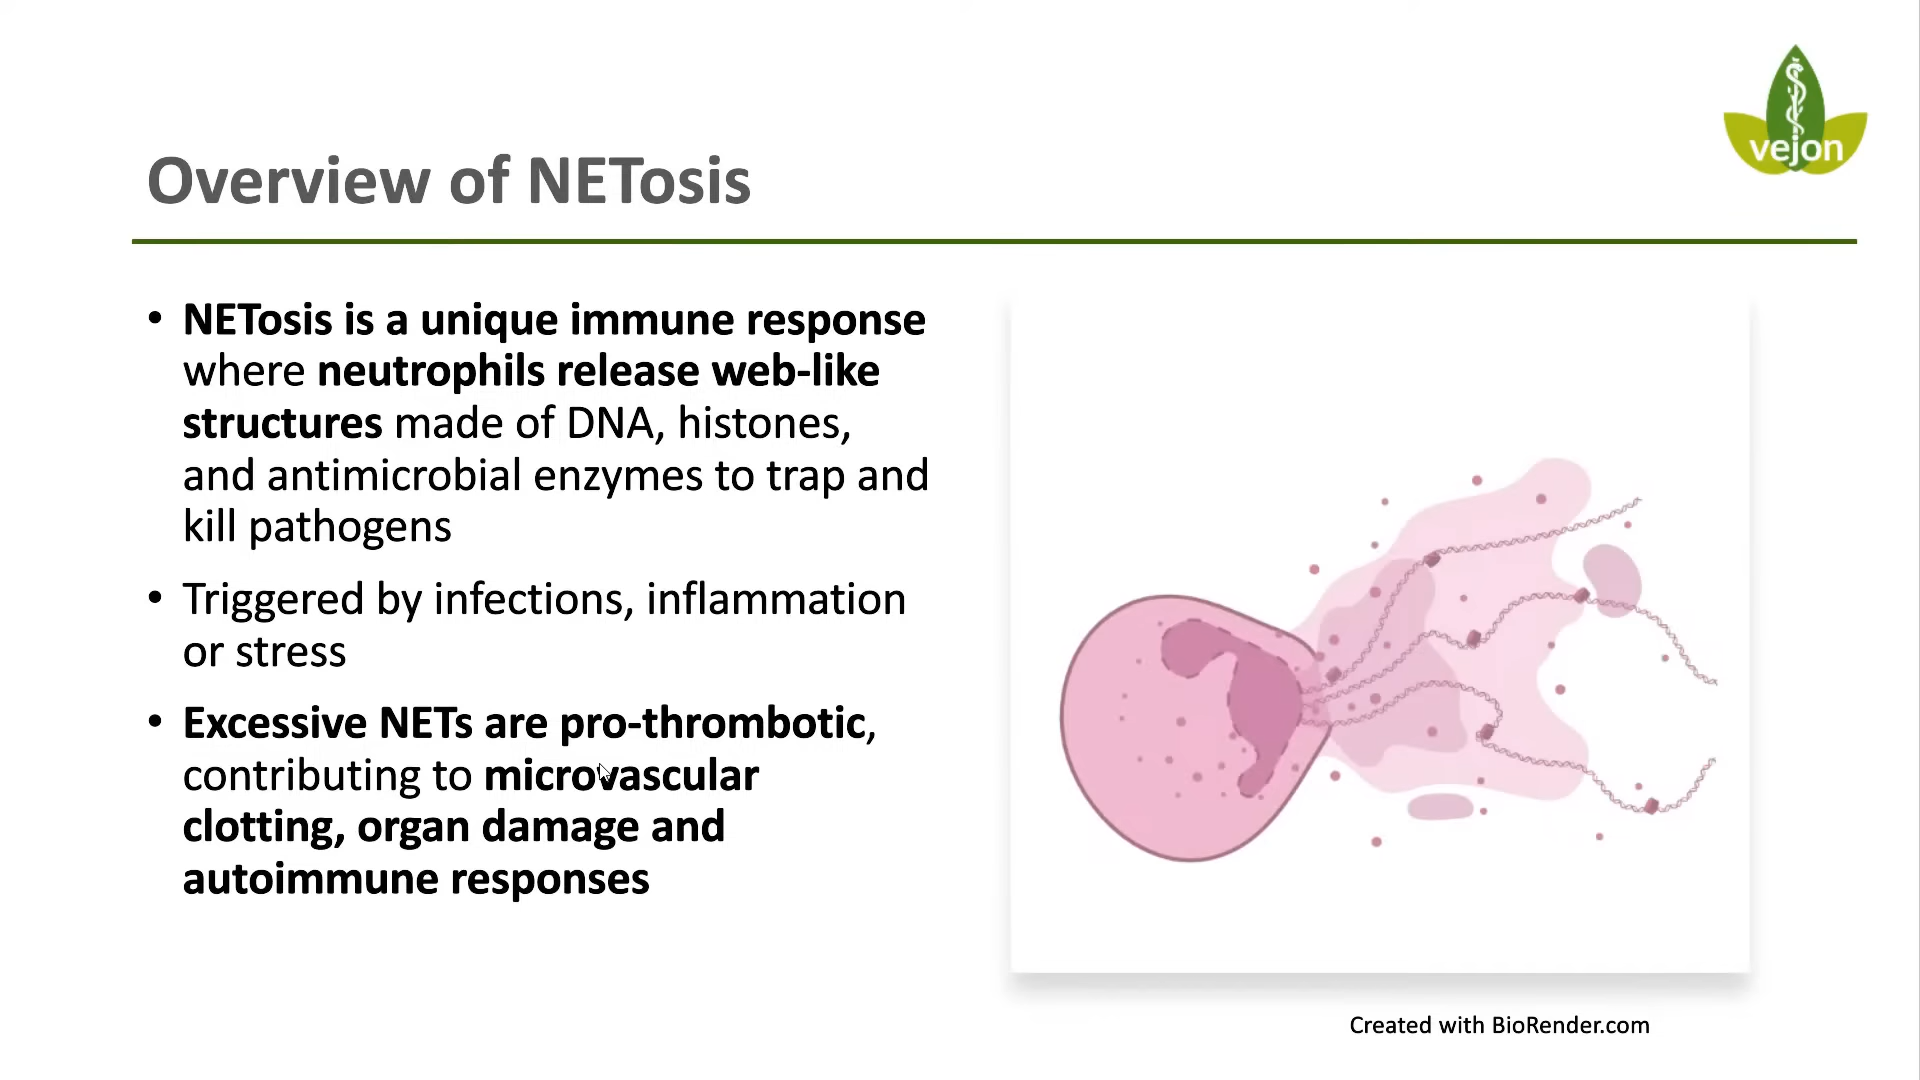 vejon
Overview of NETosis
• NETosis is a unique immune response
where neutrophils release web-like
structures made of DNA, histones,
and antimicrobial enzymes to trap and
kill pathogens
• Triggered by infections, inflammation
or stress
• Excessive NETs are pro-thrombotic,
contributing to microvascular
clotting, organ damage and
autoimmune responses
Created with BioRender.com